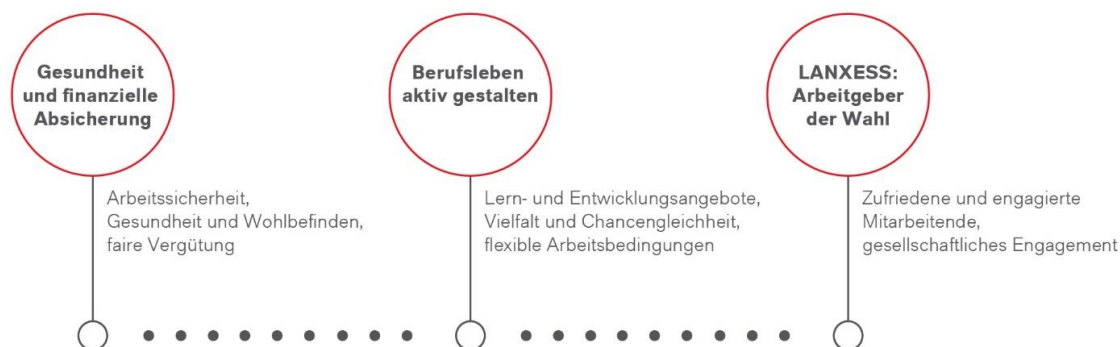 Gesundheit
und finanzielle
Absicherung
Arbeitssicherheit,
Gesundheit und Wohlbefinden,
faire Vergütung
Berufsleben
aktiv gestalten
Lern- und Entwicklungsangebote,
Vielfalt und Chancengleichheit,
flexible Arbeitsbedingungen
LANXESS:
Arbeitgeber
der Wahl
Zufriedene und engagierte
Mitarbeitende,
gesellschaftliches Engagement